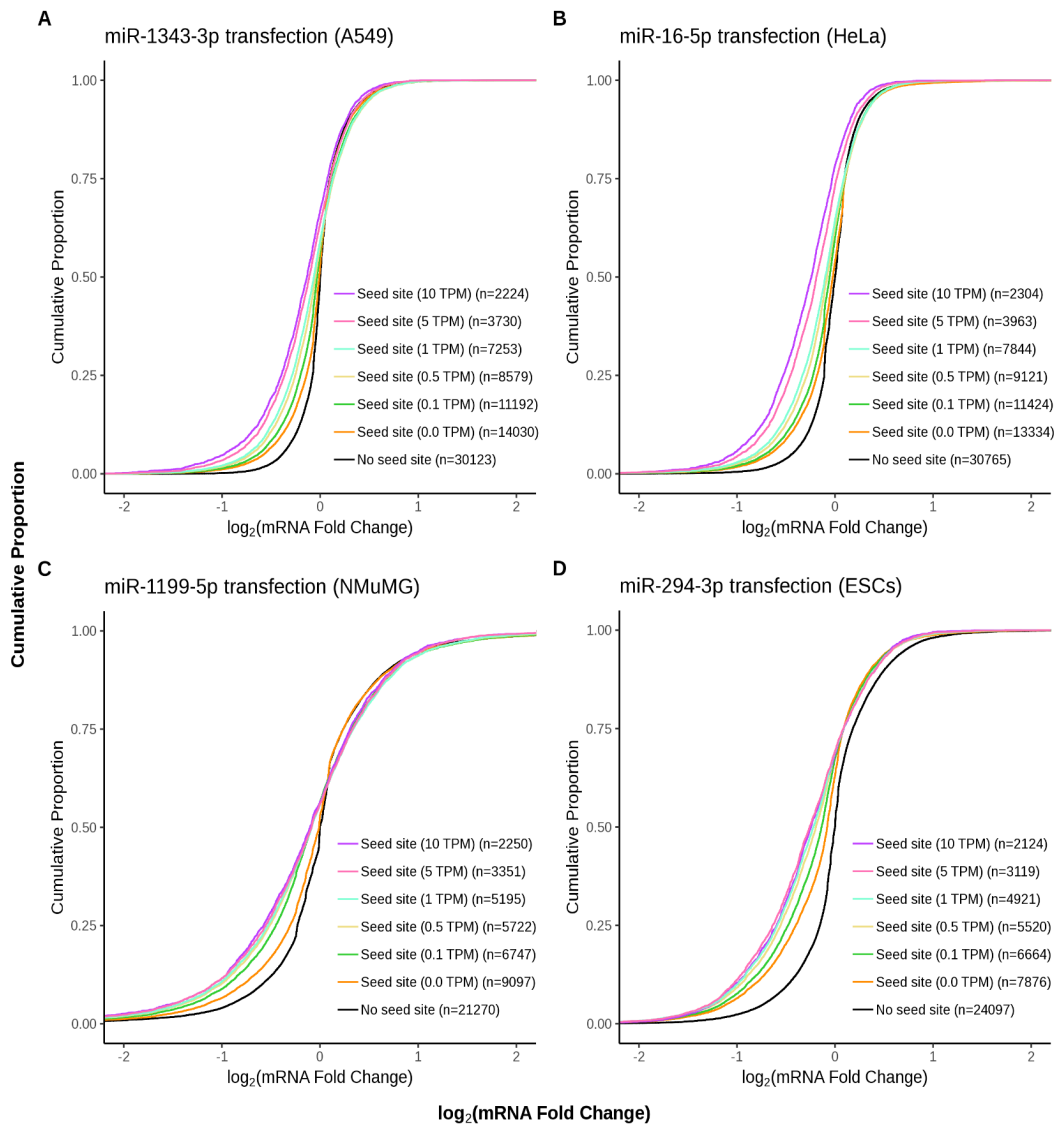 A
miR-1343-3p transfection (A549)
1.00
0.75
0.50
0.25
0.00
Cumulative Proportion
Seed site (10 TPM) (n=2224)
Seed site (5 TPM) (n=3730)
Seed site (1 TPM) (n=7253)
Seed site (0.5 TPM) (n=8579)
Seed site (0.1 TPM) (n=11192)
Seed site (0.0 TPM) (n=14030)
No seed site (n=30123)
-2 -1 0 1 2
log₂(mRNA Fold Change)
B
miR-16-5p transfection (HeLa)
1.00
0.75
0.50
0.25
0.00
Cumulative Proportion
Seed site (10 TPM) (n=2304)
Seed site (5 TPM) (n=3963)
Seed site (1 TPM) (n=7844)
Seed site (0.5 TPM) (n=9121)
Seed site (0.1 TPM) (n=11424)
Seed site (0.0 TPM) (n=13334)
No seed site (n=30765)
-2 -1 0 1 2
log₂(mRNA Fold Change)
Cumulative Proportion
C
miR-1199-5p transfection (NMuMG)
1.00
0.75
0.50
0.25
0.00
Cumulative Proportion
Seed site (10 TPM) (n=2250)
Seed site (5 TPM) (n=3351)
Seed site (1 TPM) (n=5195)
Seed site (0.5 TPM) (n=5722)
Seed site (0.1 TPM) (n=6747)
Seed site (0.0 TPM) (n=9097)
No seed site (n=21270)
-2 -1 0 1 2
log₂(mRNA Fold Change)
D
miR-294-3p transfection (ESCs)
1.00
0.75
0.50
0.25
0.00
Cumulative Proportion
Seed site (10 TPM) (n=2124)
Seed site (5 TPM) (n=3119)
Seed site (1 TPM) (n=4921)
Seed site (0.5 TPM) (n=5520)
Seed site (0.1 TPM) (n=6664)
Seed site (0.0 TPM) (n=7876)
No seed site (n=24097)
-2 -1 0 1 2
log₂(mRNA Fold Change)
log₂(mRNA Fold Change)